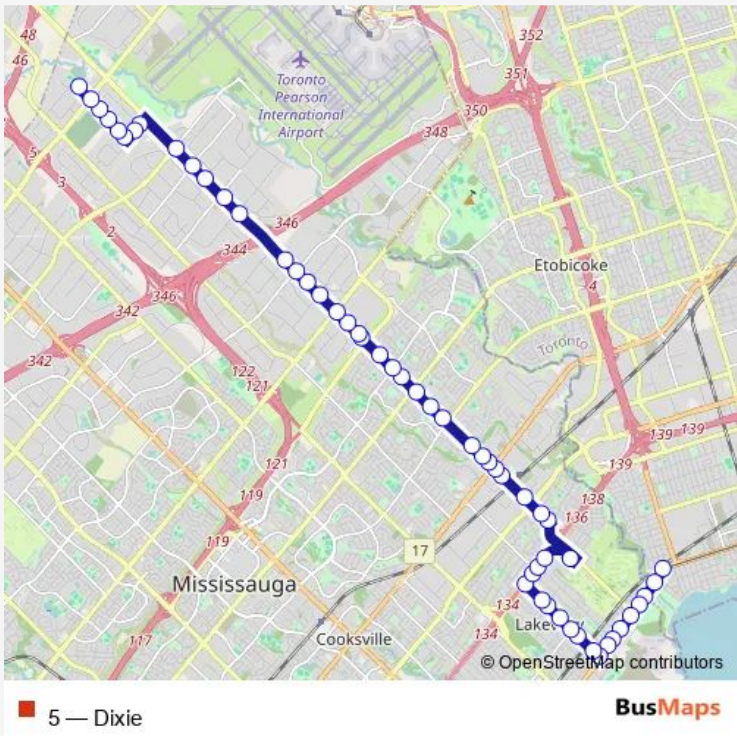 48
46
352
351
Toronto
Pearson
International
Airport
350
348
5
3
2
346
344
346
342
342
Etobicoke
4
Toronto
122
121
121
119
119
117
139 139
139
138
136
17
134
134
Mississauga
Cooksville
© OpenStreetMap contributors
5 — Dixie
BusMaps